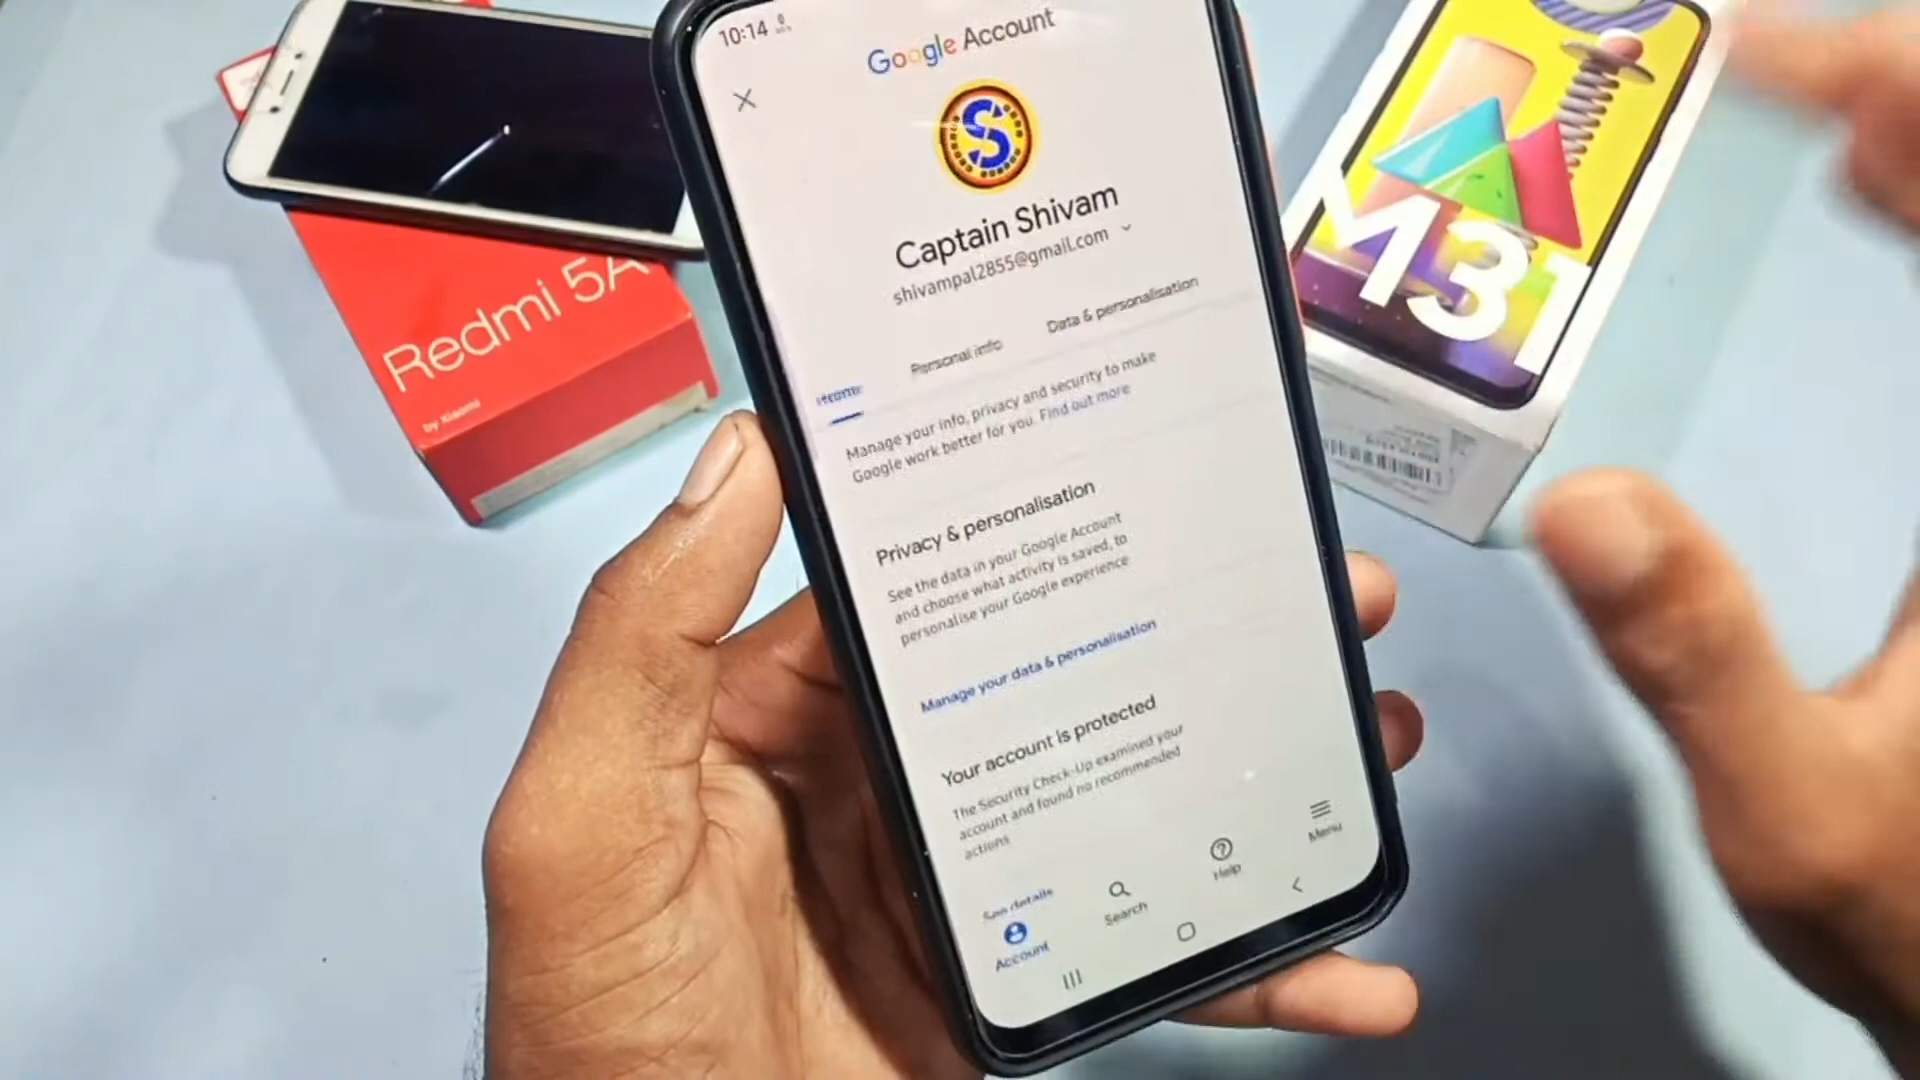 10:14
Google Account
S
Captain Shivam
shivampal2855@gmail.com
Home
Personal info
Data & personalisation
Manage your info, privacy and security to make
Google work better for you. Find out more
Privacy & personalisation
See the data in your Google Account
and choose what activity is saved, to
personalise your Google experience
Manage your data & personalisation
Your account is protected
The Security Check-Up examined your
account and found no recommended
actions
See details
Account
Search
Help
Menu
Redmi 5A
by Xiaomi
M31